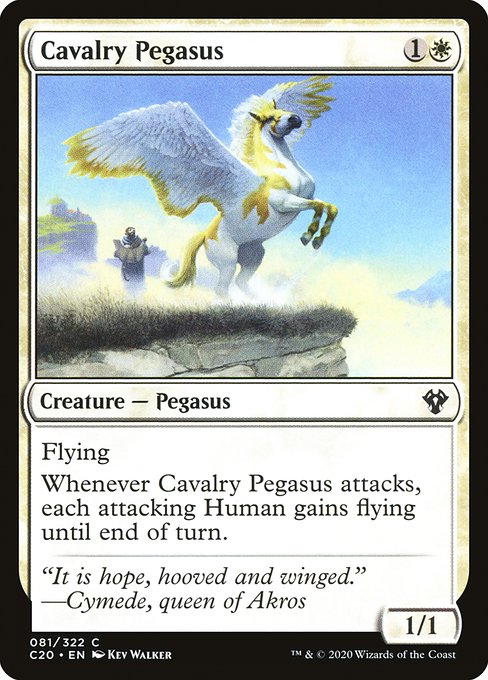 Cavalry Pegasus 1
Creature — Pegasus
Flying
Whenever Cavalry Pegasus attacks,
each attacking Human gains flying
until end of turn.
“It is hope, hooved and winged.”
—Cymede, queen of Akros
1/1
081/322 C
C20 • EN Kev Walker
™ & © 2020 Wizards of the Coast